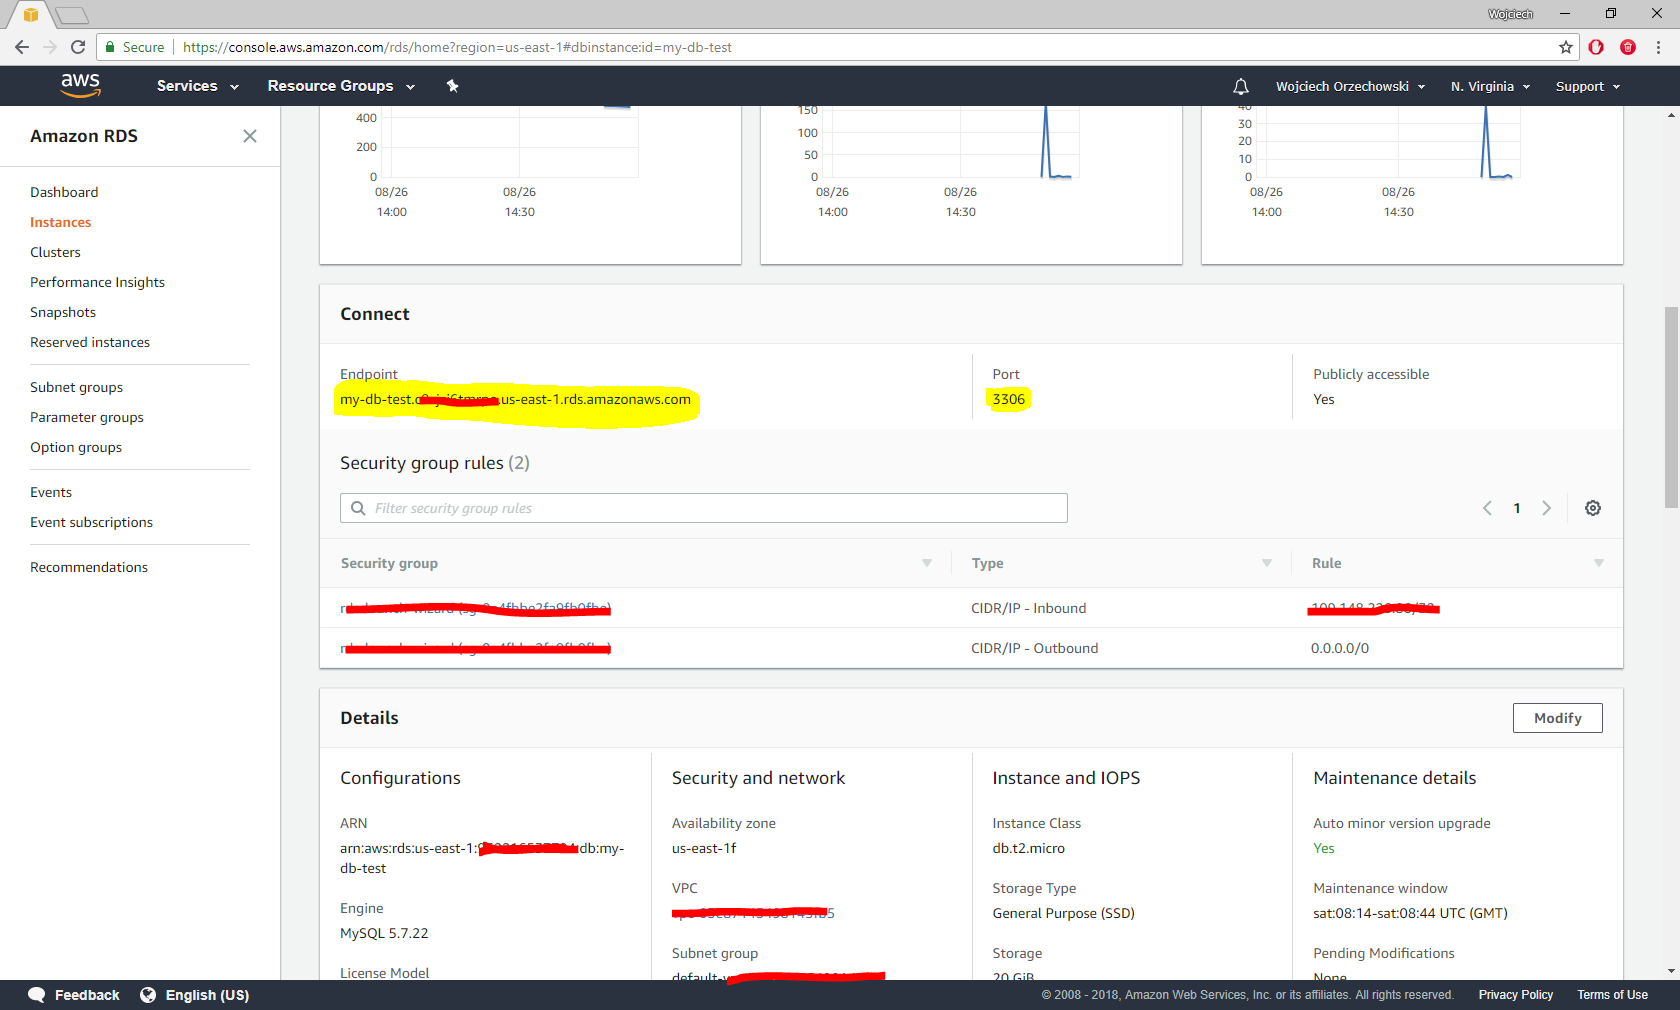 Wojciech
Secure https://console.aws.amazon.com/rds/home?region=us-east-1#dbinstance:id=my-db-test
aws Services Resource Groups Wojciech Orzechowski N. Virginia Support
Amazon RDS
Dashboard
Instances
Clusters
Performance Insights
Snapshots
Reserved instances
Subnet groups
Parameter groups
Option groups
Events
Event subscriptions
Recommendations
400
200
0
08/26 08/26
14:00 14:30
150
100
50
0
08/26 08/26
14:00 14:30
40
30
20
10
0
08/26 08/26
14:00 14:30
Connect
Endpoint
my-db-test. .us-east-1.rds.amazonaws.com
Port
3306
Publicly accessible
Yes
Security group rules (2)
Filter security group rules
1
Security group Type Rule
CIDR/IP - Inbound
CIDR/IP - Outbound 0.0.0.0/0
Details
Modify
Configurations
ARN
arn:aws:rds:us-east-1: :db:my-
db-test
Engine
MySQL 5.7.22
License Model
Security and network
Availability zone
us-east-1f
VPC
Subnet group
Instance and IOPS
Instance Class
db.t2.micro
Storage Type
General Purpose (SSD)
Storage
20 GiB
Maintenance details
Auto minor version upgrade
Yes
Maintenance window
sat:08:14-sat:08:44 UTC (GMT)
Pending Modifications
None
Feedback English (US)
© 2008 - 2018, Amazon Web Services, Inc. or its affiliates. All rights reserved. Privacy Policy Terms of Use